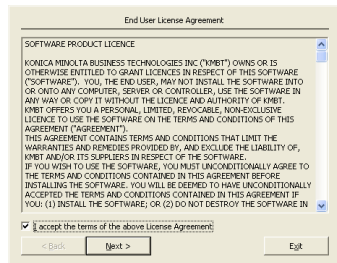 End User License Agreement
SOFTWARE PRODUCT LICENCE
KONICA MINOLTA BUSINESS TECHNOLOGIES INC ("KMBT") OWNS OR IS
OTHERWISE ENTITLED TO GRANT LICENCES IN RESPECT OF THIS SOFTWARE
("SOFTWARE"). YOU, THE END USER, MAY NOT INSTALL THE SOFTWARE INTO
OR ONTO ANY COMPUTER, SERVER OR CONTROLLER, USE THE SOFTWARE IN
ANY WAY OR COPY IT WITHOUT THE LICENCE AND AUTHORITY OF KMBT.
KMBT OFFERS YOU A PERSONAL, LIMITED, REVOCABLE, NON-EXCLUSIVE
LICENCE TO USE THE SOFTWARE ON THE TERMS AND CONDITIONS OF THIS
AGREEMENT ("AGREEMENT").
THIS AGREEMENT CONTAINS TERMS AND CONDITIONS THAT LIMIT THE
WARRANTIES AND REMEDIES PROVIDED BY, AND EXCLUDE THE LIABILITY OF,
KMBT AND/OR ITS SUPPLIERS IN RESPECT OF THE SOFTWARE.
IF YOU WISH TO USE THE SOFTWARE, YOU MUST UNCONDITIONALLY AGREE TO
THE TERMS AND CONDITIONS CONTAINED IN THIS AGREEMENT BEFORE
INSTALLING THE SOFTWARE. YOU WILL BE DEEMED TO HAVE UNCONDITIONALLY
ACCEPTED THE TERMS AND CONDITIONS CONTAINED IN THIS AGREEMENT IF
YOU: (1) INSTALL THE SOFTWARE; OR (2) DO NOT DESTROY THE SOFTWARE IN
I accept the terms of the above License Agreement
< Back Next > Exit